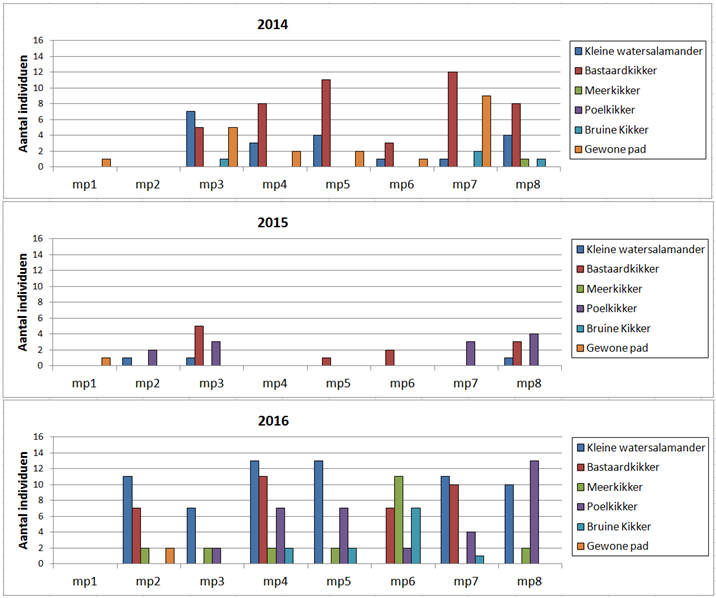 2014
Aantal individuen
16
14
12
10
8
6
4
2
0
mp1 mp2 mp3 mp4 mp5 mp6 mp7 mp8
Kleine watersalamander
Bastaardkikker
Meerkikker
Poelkikker
Bruine Kikker
Gewone pad
2015
Aantal individuen
16
14
12
10
8
6
4
2
0
mp1 mp2 mp3 mp4 mp5 mp6 mp7 mp8
Kleine watersalamander
Bastaardkikker
Meerkikker
Poelkikker
Bruine Kikker
Gewone pad
2016
Aantal individuen
16
14
12
10
8
6
4
2
0
mp1 mp2 mp3 mp4 mp5 mp6 mp7 mp8
Kleine watersalamander
Bastaardkikker
Meerkikker
Poelkikker
Bruine Kikker
Gewone pad